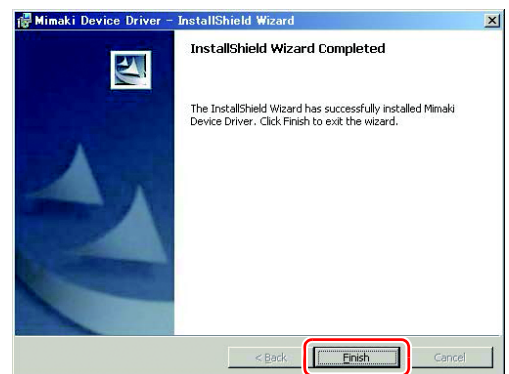 Mimaki Device Driver - InstallShield Wizard
InstallShield Wizard Completed
The InstallShield Wizard has successfully installed Mimaki
Device Driver. Click Finish to exit the wizard.
< Back
Finish
Cancel